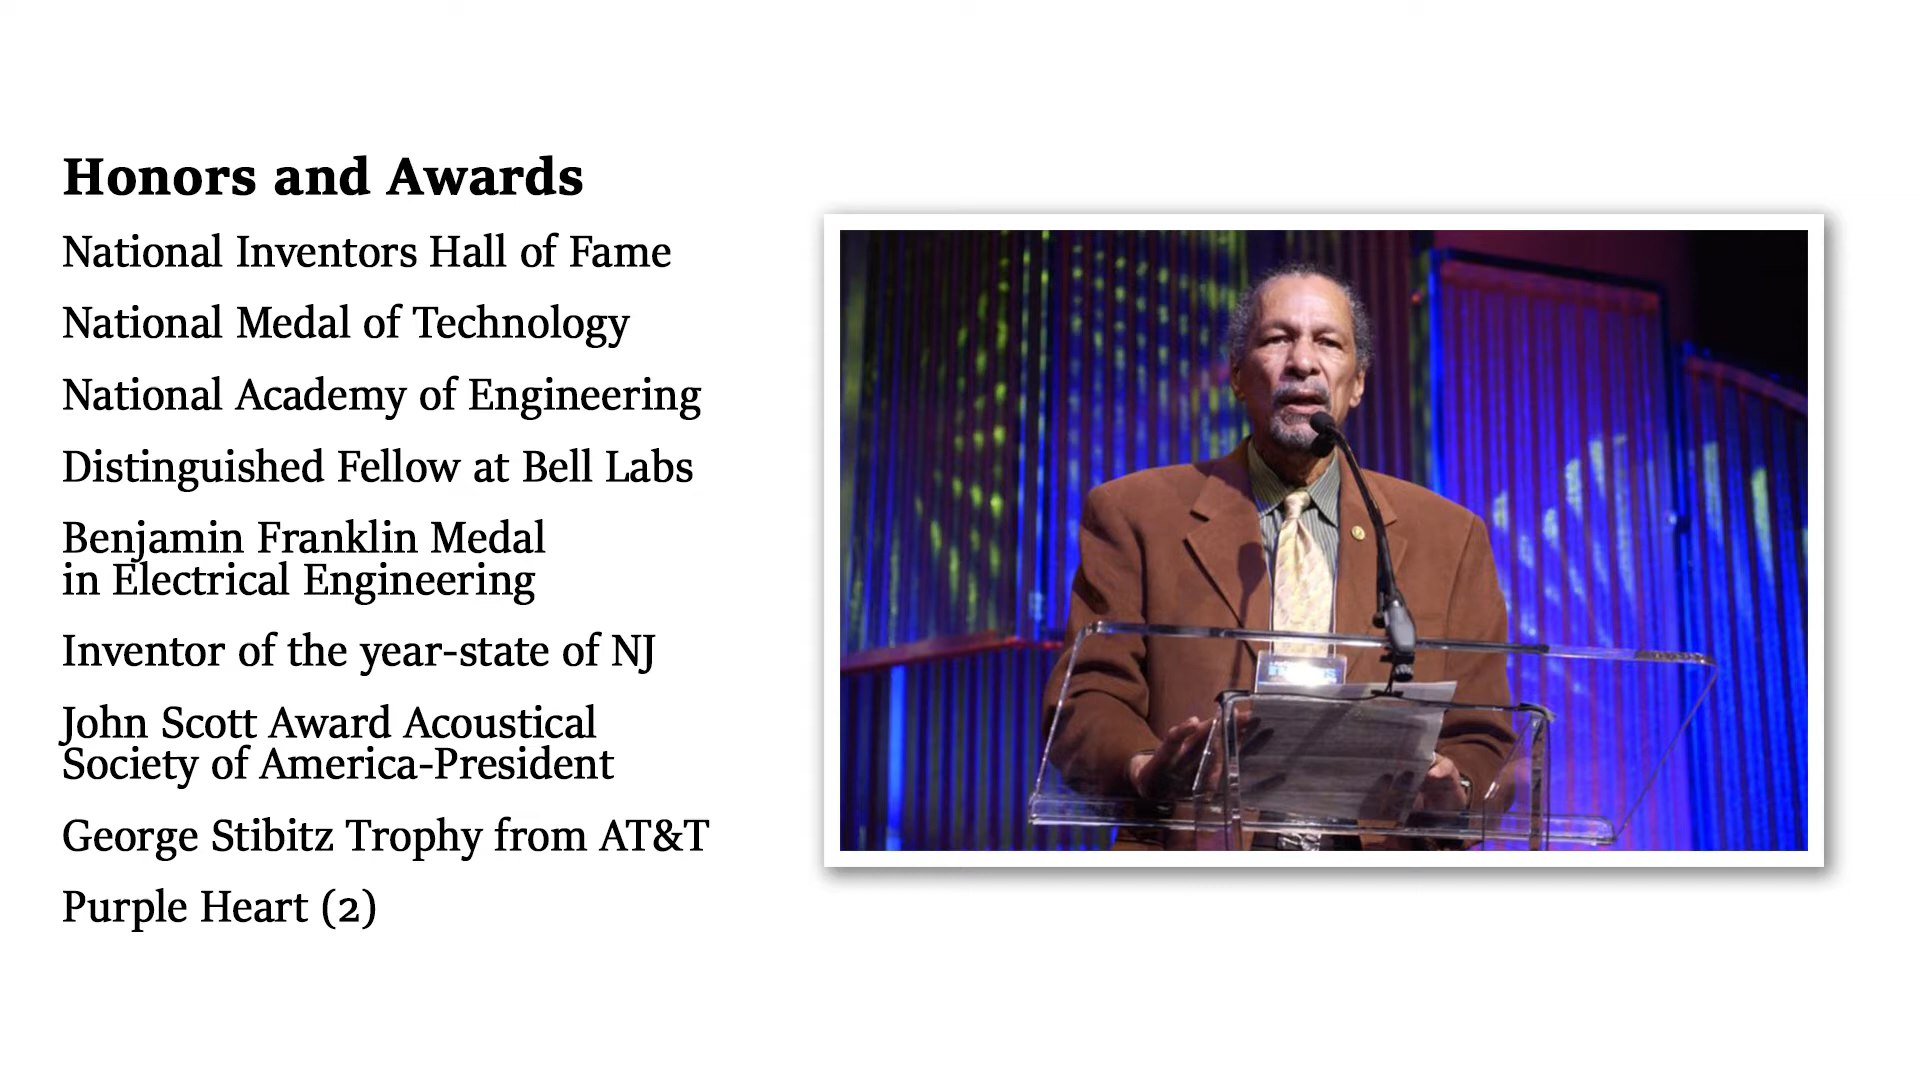 Honors and Awards
National Inventors Hall of Fame
National Medal of Technology
National Academy of Engineering
Distinguished Fellow at Bell Labs
Benjamin Franklin Medal
in Electrical Engineering
Inventor of the year-state of NJ
John Scott Award Acoustical
Society of America-President
George Stibitz Trophy from AT&T
Purple Heart (2)